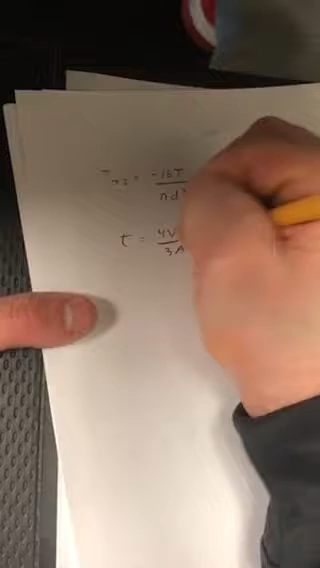 τxz = -16T / πd³
τ = 4V / 3A